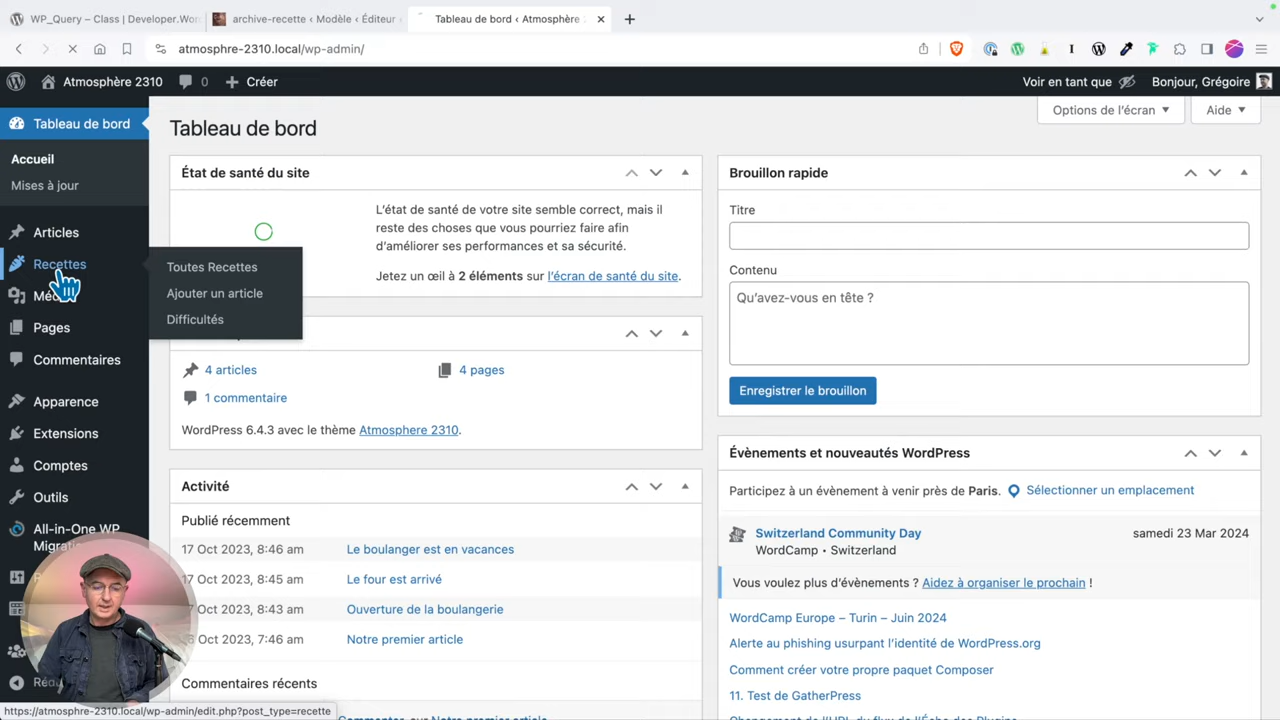 WP_Query – Class | Developer.Wor
archive-recette ‹ Modèle ‹ Éditeur
Tableau de bord ‹ Atmosphère
atmosphre-2310.local/wp-admin/
Atmosphère 2310
0
Créer
Voir en tant que
Bonjour, Grégoire
Tableau de bord
Accueil
Mises à jour
Articles
Recettes
Pages
Commentaires
Apparence
Extensions
Comptes
Outils
All-in-One WP
Toutes Recettes
Ajouter un article
Difficultés
Tableau de bord
Options de l’écran
Aide
État de santé du site
L’état de santé de votre site semble correct, mais il
reste des choses que vous pourriez faire afin
d’améliorer ses performances et sa sécurité.
Jetez un œil à 2 éléments sur l’écran de santé du site.
4 articles
4 pages
1 commentaire
WordPress 6.4.3 avec le thème Atmosphere 2310.
Activité
Publié récemment
17 Oct 2023, 8:46 am Le boulanger est en vacances
17 Oct 2023, 8:45 am Le four est arrivé
17 Oct 2023, 8:43 am Ouverture de la boulangerie
Oct 2023, 7:46 am Notre premier article
Commentaires récents
sur Notre premier article
Brouillon rapide
Titre
Contenu
Qu’avez-vous en tête ?
Enregistrer le brouillon
Évènements et nouveautés WordPress
Participez à un évènement à venir près de Paris. Sélectionner un emplacement
Switzerland Community Day
samedi 23 Mar 2024
WordCamp • Switzerland
Vous voulez plus d’évènements ? Aidez à organiser le prochain !
WordCamp Europe – Turin – Juin 2024
Alerte au phishing usurpant l’identité de WordPress.org
Comment créer votre propre paquet Composer
11. Test de GatherPress
https://atmosphre-2310.local/wp-admin/edit.php?post_type=recette